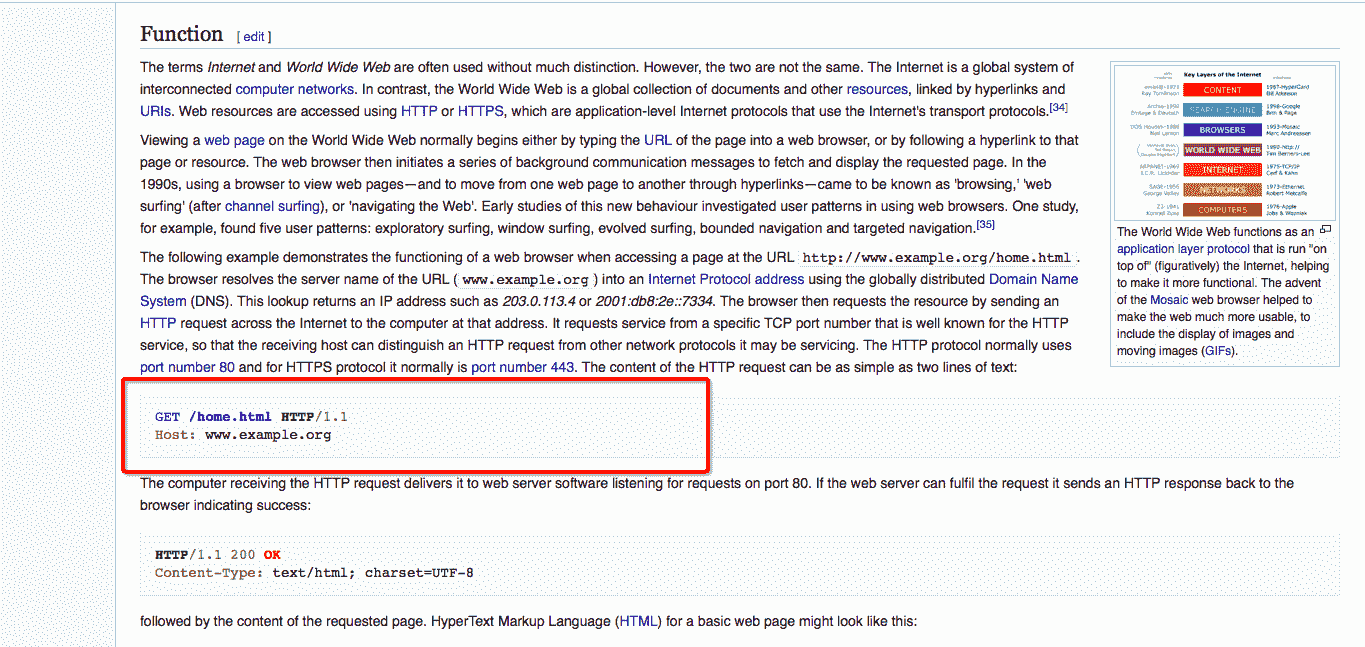 Function [ edit ]
The terms Internet and World Wide Web are often used without much distinction. However, the two are not the same. The Internet is a global system of
interconnected computer networks. In contrast, the World Wide Web is a global collection of documents and other resources, linked by hyperlinks and
URIs. Web resources are accessed using HTTP or HTTPS, which are application-level Internet protocols that use the Internet's transport protocols.[34]
Viewing a web page on the World Wide Web normally begins either by typing the URL of the page into a web browser, or by following a hyperlink to that
page or resource. The web browser then initiates a series of background communication messages to fetch and display the requested page. In the
1990s, using a browser to view web pages—and to move from one web page to another through hyperlinks—came to be known as 'browsing,' 'web
surfing' (after channel surfing), or 'navigating the Web'. Early studies of this new behaviour investigated user patterns in using web browsers. One study,
for example, found five user patterns: exploratory surfing, window surfing, evolved surfing, bounded navigation and targeted navigation.[35]
The following example demonstrates the functioning of a web browser when accessing a page at the URL http://www.example.org/home.html .
The browser resolves the server name of the URL ( www.example.org ) into an Internet Protocol address using the globally distributed Domain Name
System (DNS). This lookup returns an IP address such as 203.0.113.4 or 2001:db8:2e::7334. The browser then requests the resource by sending an
HTTP request across the Internet to the computer at that address. It requests service from a specific TCP port number that is well known for the HTTP
service, so that the receiving host can distinguish an HTTP request from other network protocols it may be servicing. The HTTP protocol normally uses
port number 80 and for HTTPS protocol it normally is port number 443. The content of the HTTP request can be as simple as two lines of text:
GET /home.html HTTP/1.1
Host: www.example.org
The computer receiving the HTTP request delivers it to web server software listening for requests on port 80. If the web server can fulfil the request it sends an HTTP response back to the
browser indicating success:
HTTP/1.1 200 OK
Content-Type: text/html; charset=UTF-8
followed by the content of the requested page. HyperText Markup Language (HTML) for a basic web page might look like this:
Key Layers of the Internet
CONTENT 1987-HyperCard
Bill Atkinson
SEARCH ENGINE 1998-Google
Brin & Page
BROWSERS 1993-Mosaic
Marc Andreessen
WORLD WIDE WEB 1990-http://
Tim Berners-Lee
INTERNET 1975-TCP/IP
Cerf & Kahn
NETWORKS 1973-Ethernet
Robert Metcalfe
COMPUTERS 1976-Apple
Jobs & Wozniak
The World Wide Web functions as an
application layer protocol that is run "on
top of" (figuratively) the Internet, helping
to make it more functional. The advent
of the Mosaic web browser helped to
make the web much more usable, to
include the display of images and
moving images (GIFs).